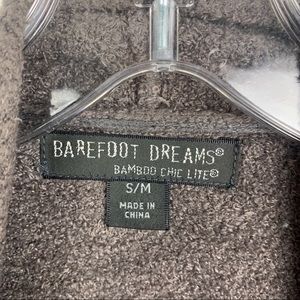 BAREFOOT DREAMS®
BAMBOO CHIC LITE®
S/M
MADE IN
CHINA